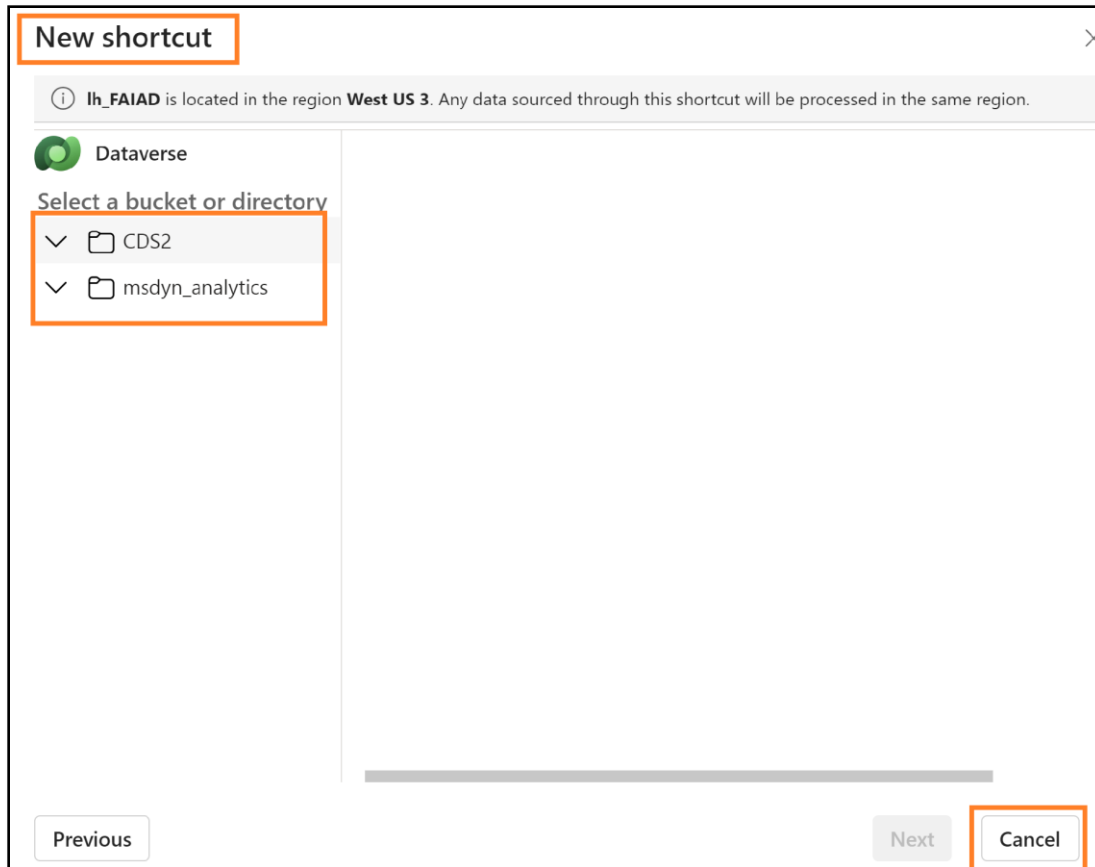 New shortcut
lh_FAIAD is located in the region West US 3. Any data sourced through this shortcut will be processed in the same region.
Dataverse
Select a bucket or directory
CDS2
msdyn_analytics
Previous
Next
Cancel